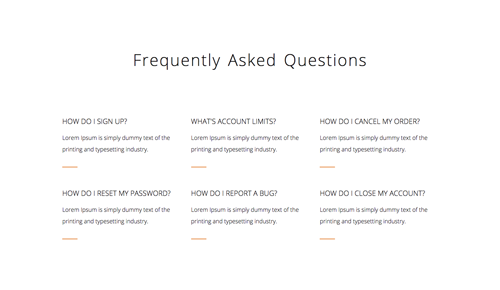 Frequently Asked Questions
HOW DO I SIGN UP?
Lorem Ipsum is simply dummy text of the
printing and typesetting industry.
WHAT'S ACCOUNT LIMITS?
Lorem Ipsum is simply dummy text of the
printing and typesetting industry.
HOW DO I CANCEL MY ORDER?
Lorem Ipsum is simply dummy text of the
printing and typesetting industry.
HOW DO I RESET MY PASSWORD?
Lorem Ipsum is simply dummy text of the
printing and typesetting industry.
HOW DO I REPORT A BUG?
Lorem Ipsum is simply dummy text of the
printing and typesetting industry.
HOW DO I CLOSE MY ACCOUNT?
Lorem Ipsum is simply dummy text of the
printing and typesetting industry.